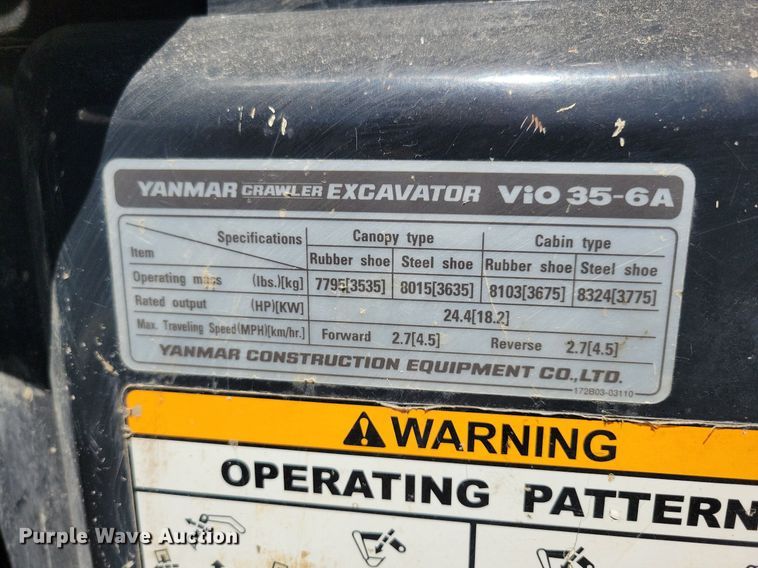 YANMAR CRAWLER EXCAVATOR ViO 35-6A
Specifications Canopy type Cabin type
Item Rubber shoe Steel shoe Rubber shoe Steel shoe
Operating mass (lbs.)[kg] 7795[3535] 8015[3635] 8103[3675] 8324[3775]
Rated output (HP)[KW] 24.4[18.2]
Max. Traveling Speed(MPH)[km/hr.] Forward 2.7[4.5] Reverse 2.7[4.5]
YANMAR CONSTRUCTION EQUIPMENT CO.,LTD.
172B03-03110
WARNING
OPERATING PATTERN
Purple Wave Auction